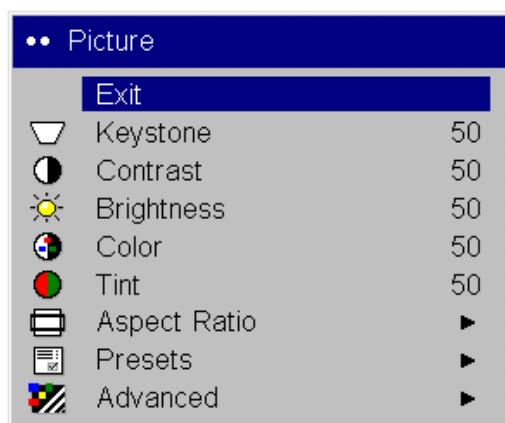 Picture
Exit
Keystone 50
Contrast 50
Brightness 50
Color 50
Tint 50
Aspect Ratio
Presets
Advanced